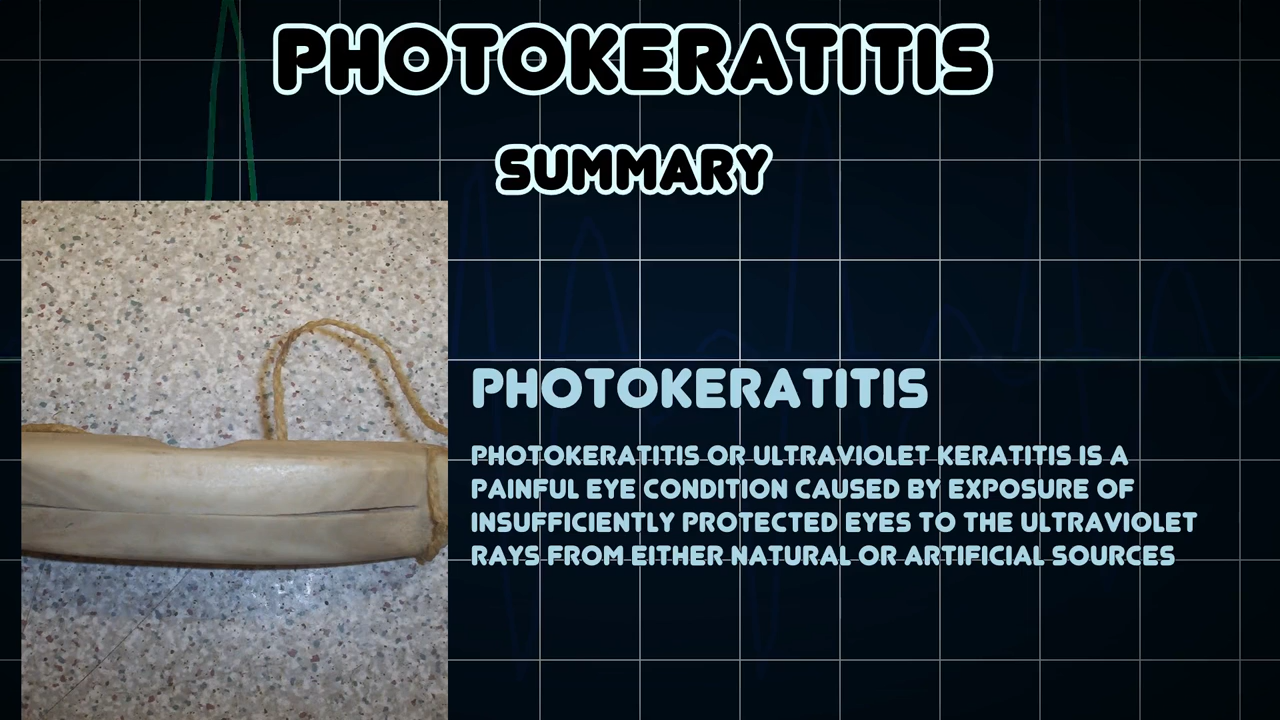 PHOTOKERATITIS
SUMMARY
PHOTOKERATITIS
PHOTOKERATITIS OR ULTRAVIOLET KERATITIS IS A
PAINFUL EYE CONDITION CAUSED BY EXPOSURE OF
INSUFFICIENTLY PROTECTED EYES TO THE ULTRAVIOLET
RAYS FROM EITHER NATURAL OR ARTIFICIAL SOURCES